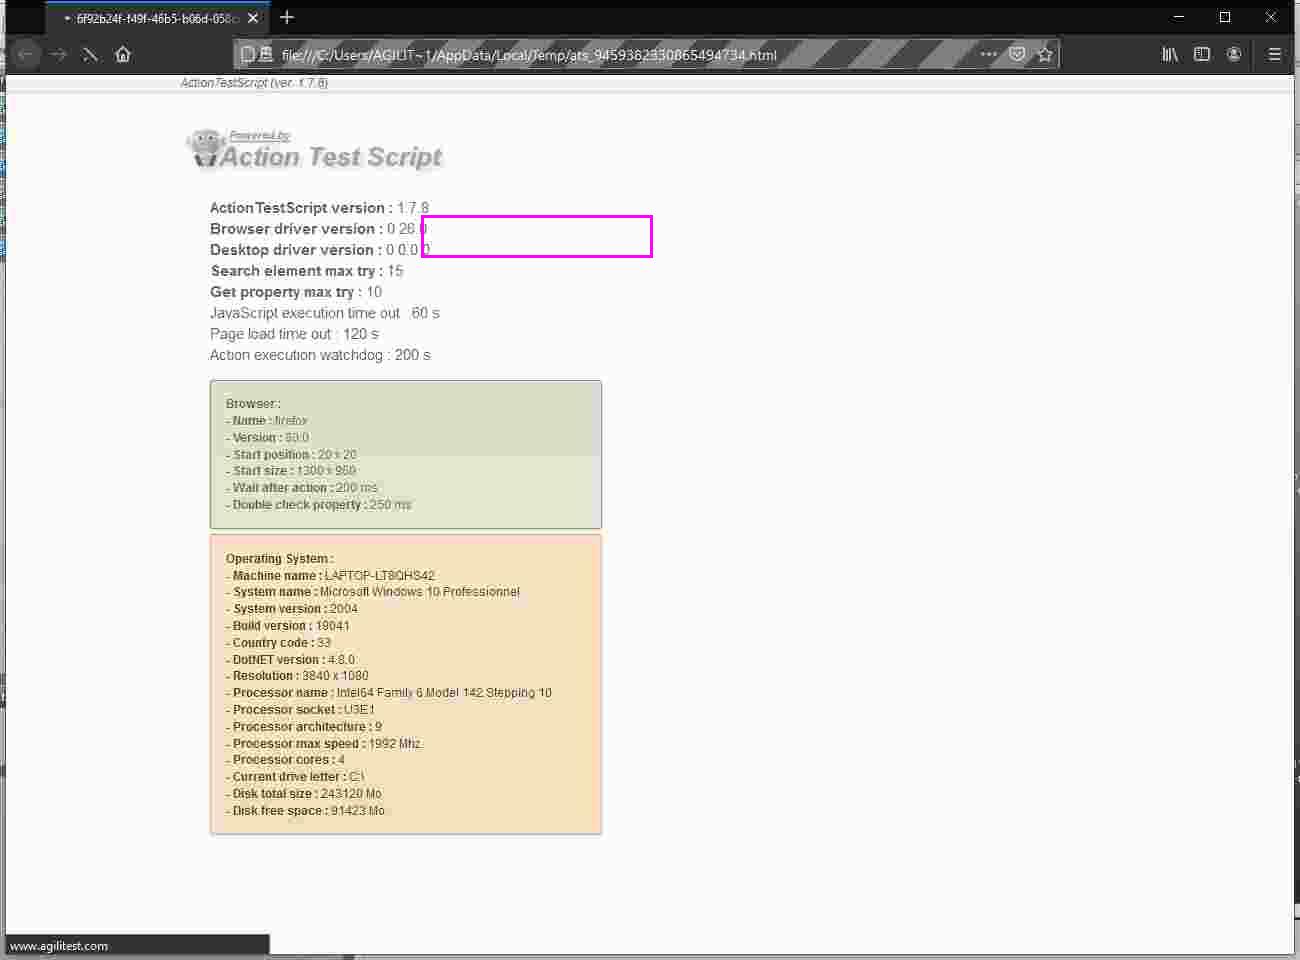 6f92b24f-f49f-46b5-b06d-058c
file:///C:/Users/AGILIT~1/AppData/Local/Temp/ats_9459382330865494734.html
ActionTestScript (ver. 1.7.8)
Powered by
Action Test Script
ActionTestScript version : 1.7.8
Browser driver version : 0.26.0
Desktop driver version : 0.0.0.0
Search element max try : 15
Get property max try : 10
JavaScript execution time out : 60 s
Page load time out : 120 s
Action execution watchdog : 200 s
Browser :
- Name : firefox
- Version : 80.0
- Start position : 20 x 20
- Start size : 1300 x 960
- Wait after action : 200 ms
- Double check property : 250 ms
Operating System :
- Machine name : LAPTOP-LT8QHS42
- System name : Microsoft Windows 10 Professionnel
- System version : 2004
- Build version : 19041
- Country code : 33
- DotNET version : 4.8.0
- Resolution : 3840 x 1080
- Processor name : Intel64 Family 6 Model 142 Stepping 10
- Processor socket : U3E1
- Processor architecture : 9
- Processor max speed : 1992 Mhz
- Processor cores : 4
- Current drive letter : C:\
- Disk total size : 243120 Mo
- Disk free space : 91423 Mo
www.agilitest.com